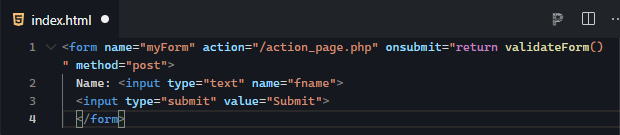 index.html
1 <form name="myForm" action="/action_page.php" onsubmit="return validateForm()
" method="post">
2 Name: <input type="text" name="fname">
3 <input type="submit" value="Submit">
4 </form>